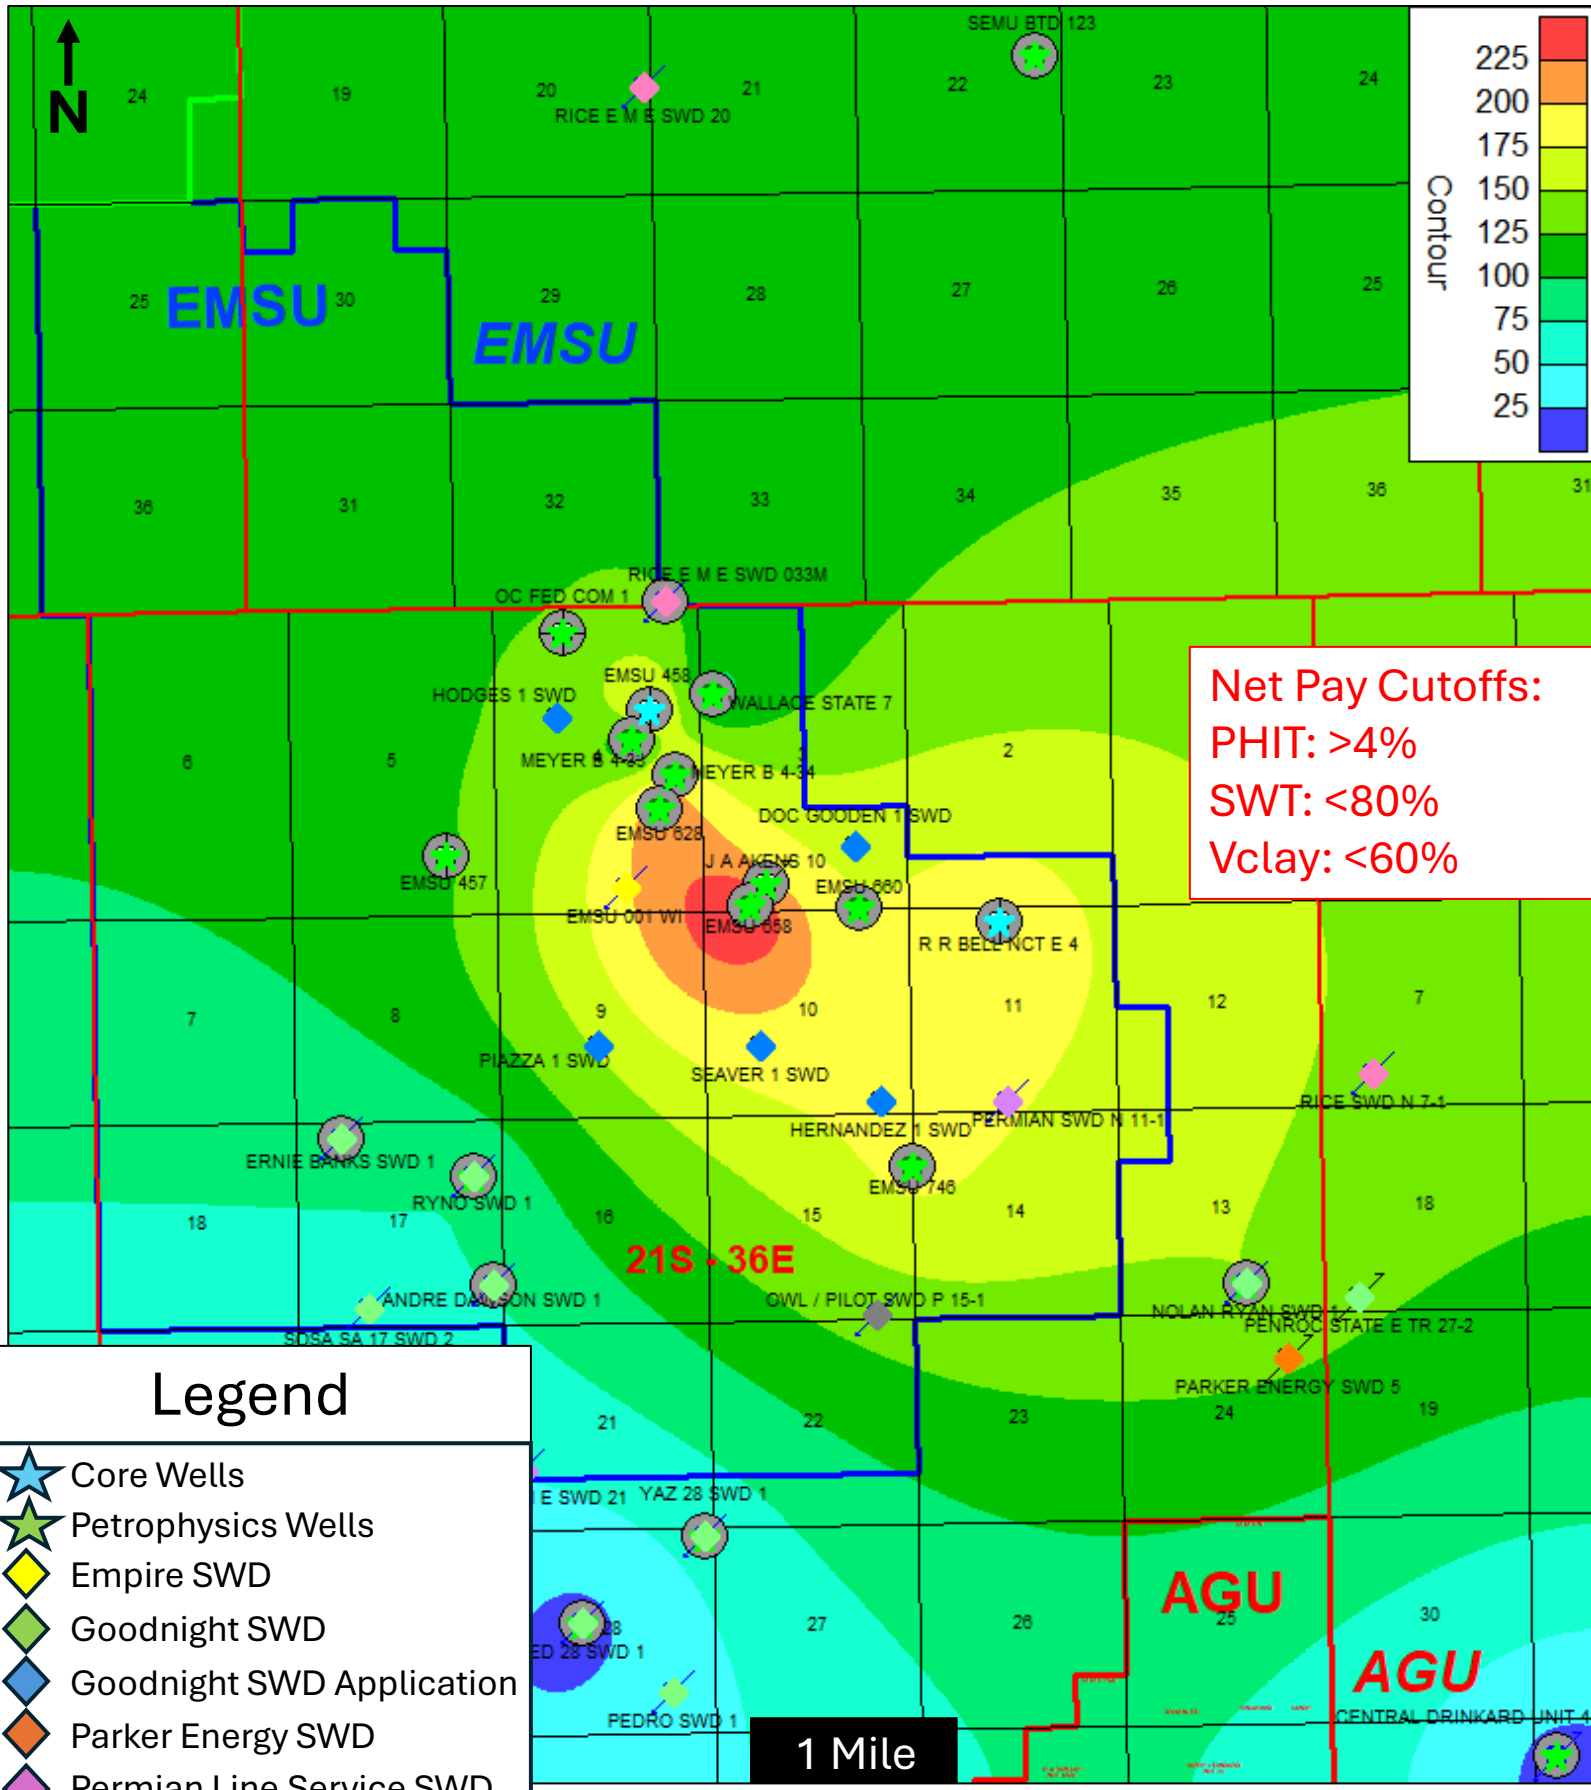 SEMU BTD 123
N
24
19
20
21
22
23
24
RICE E M E SWD 20
Contour
225
200
175
150
125
100
75
50
25
25
EMSU
30
29
28
27
26
25
EMSU
36
31
32
33
34
35
36
31
RICE E M E SWD 033M
OC FED COM 1
EMSU 458
HODGES 1 SWD
WALLACE STATE 7
Net Pay Cutoffs:
PHIT: >4%
SWT: <80%
Vclay: <60%
6
5
4
3
2
MEYER B 4-33
MEYER B 4-34
DOC GOODEN 1 SWD
EMSU 628
J A AKENS 10
EMSU 457
EMSU 660
EMSU 001 WI
EMSU 658
R R BELL NCT E 4
7
8
9
10
11
12
7
PIAZZA 1 SWD
SEAVER 1 SWD
RICE SWD N 7-1
HERNANDEZ 1 SWD
PERMIAN SWD N 11-1
ERNIE BANKS SWD 1
EMSU 746
RYNO SWD 1
18
17
16
15
14
13
18
21S - 36E
ANDRE DAWSON SWD 1
OWL / PILOT SWD P 15-1
NOLAN RYAN SWD 1
PENROC STATE E TR 27-2
SOSA SA 17 SWD 2
PARKER ENERGY SWD 5
21
22
23
24
19
E SWD 21
YAZ 28 SWD 1
AGU
28
27
26
25
30
ED 28 SWD 1
AGU
PEDRO SWD 1
CENTRAL DRINKARD UNIT 4
1 Mile
Legend
Core Wells
Petrophysics Wells
Empire SWD
Goodnight SWD
Goodnight SWD Application
Parker Energy SWD
Permian Line Service SWD